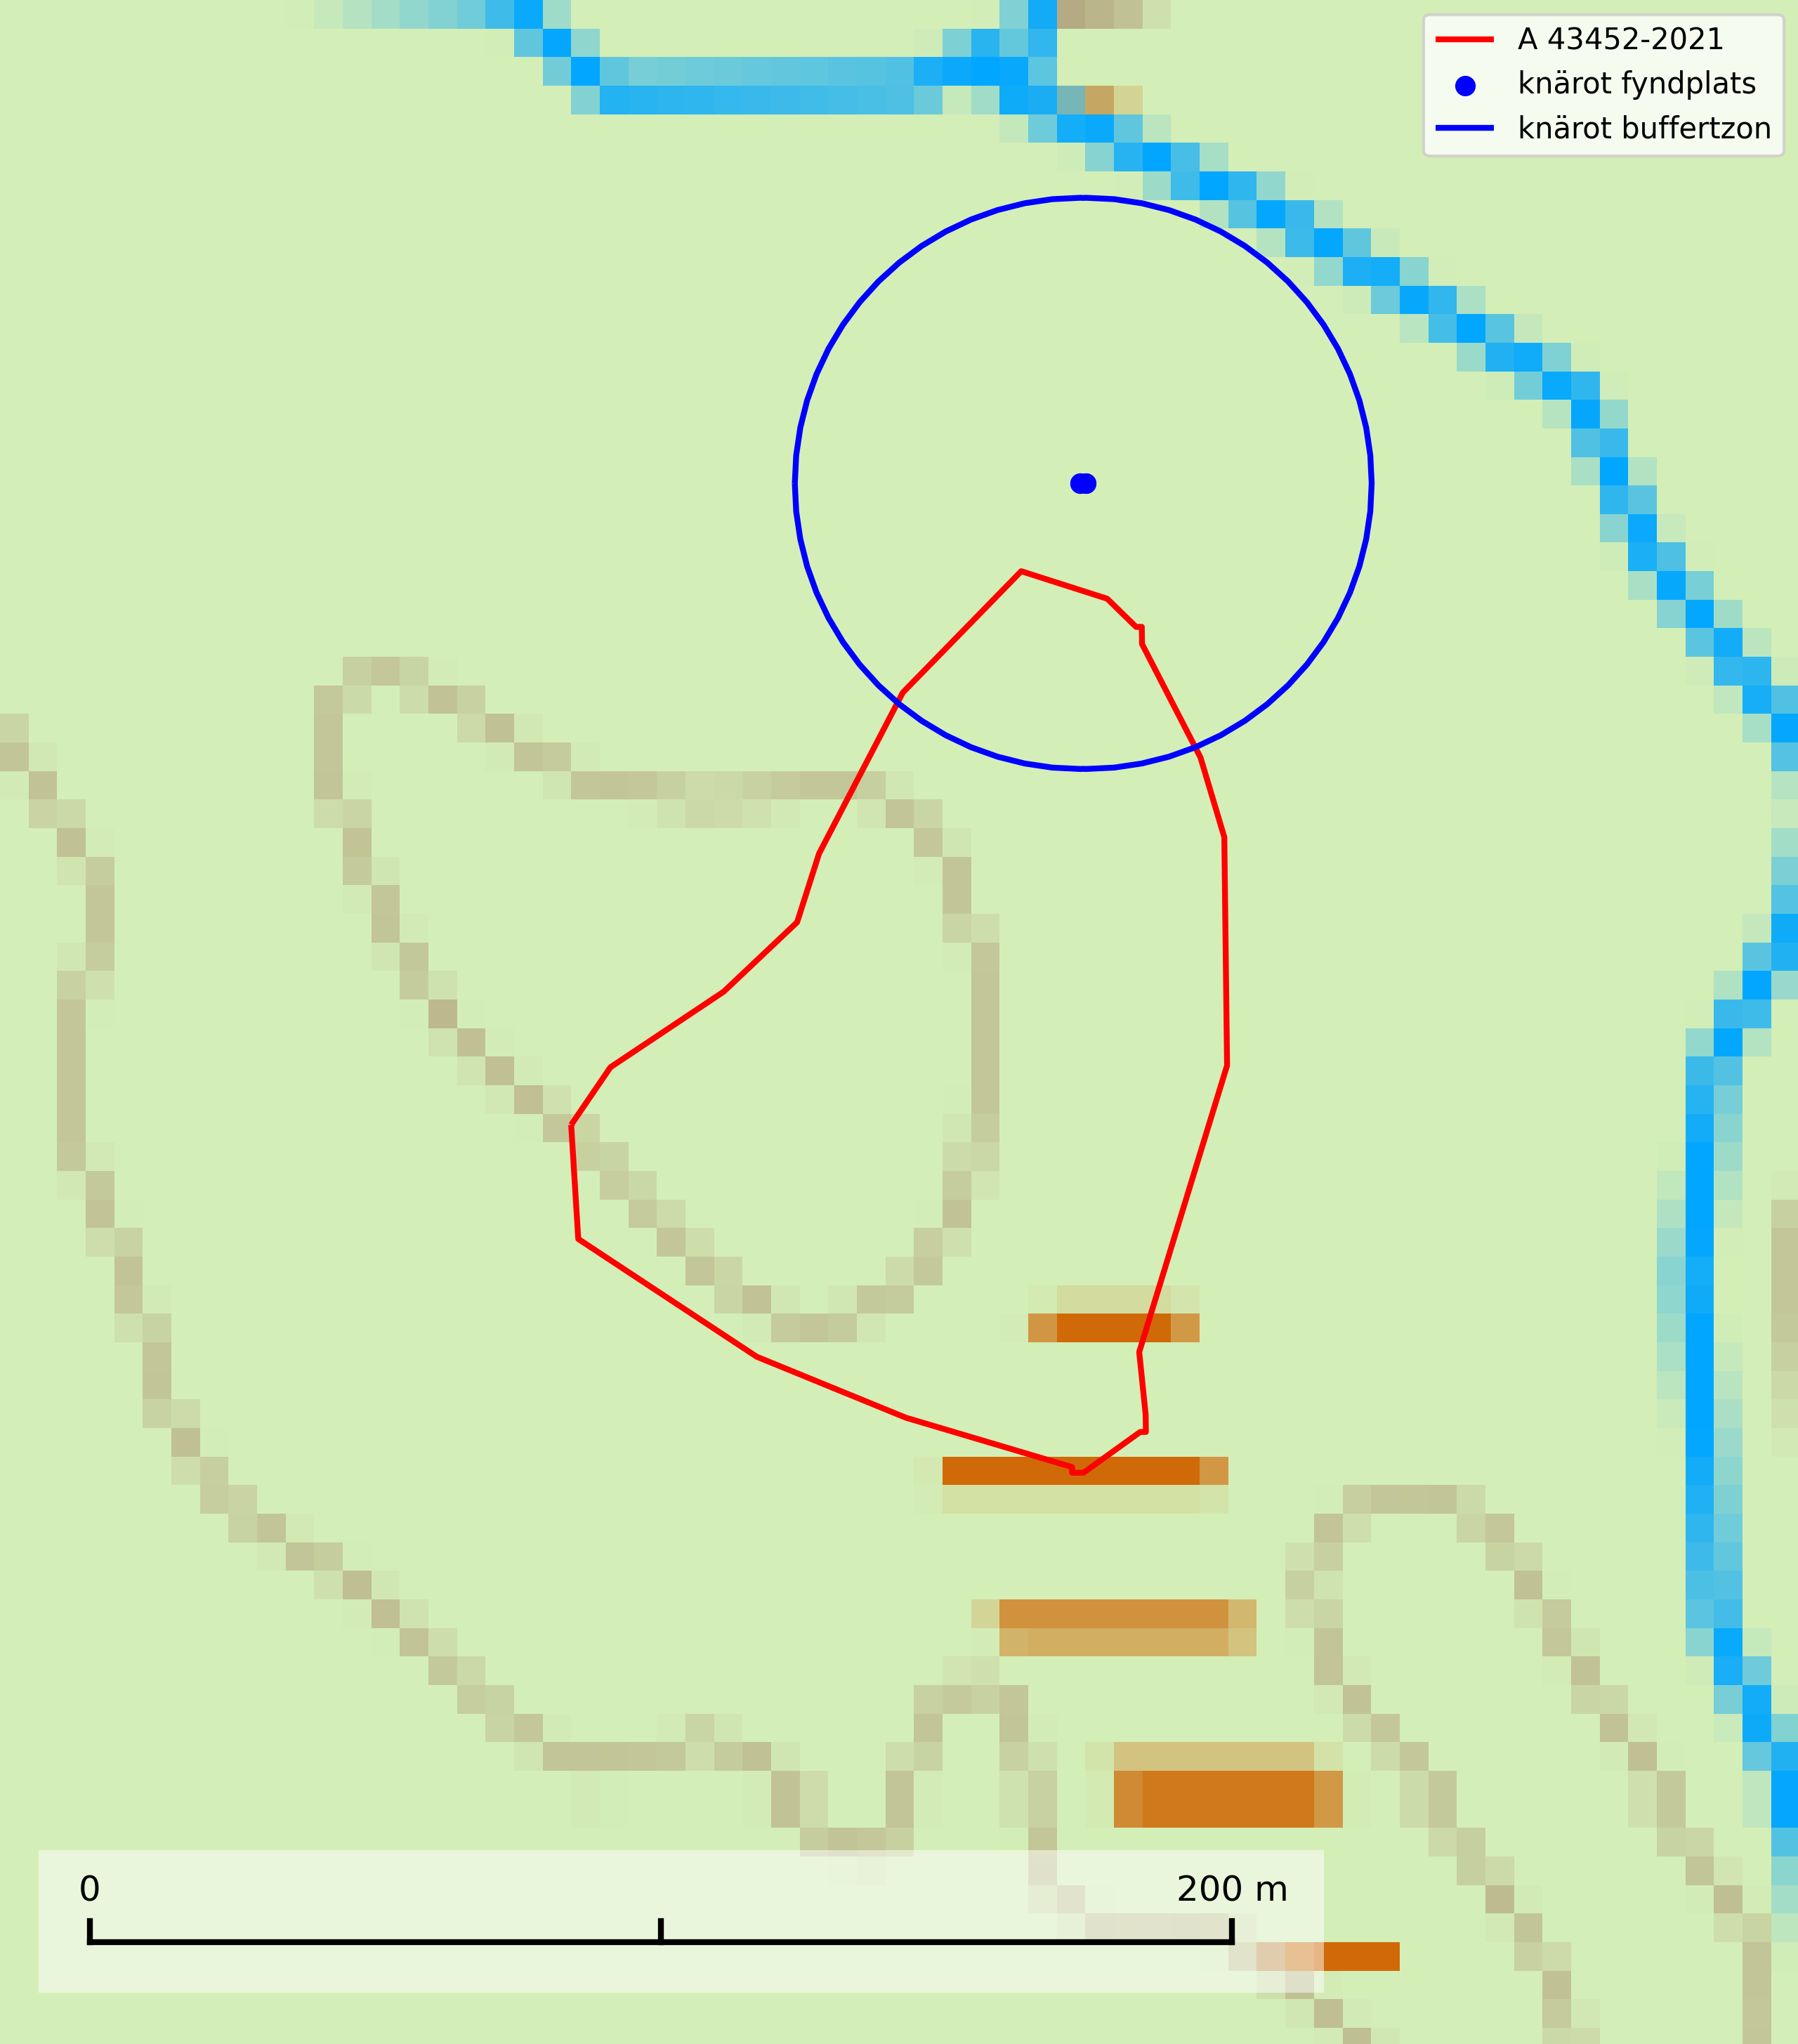 A 43452-2021
knärot fyndplats
knärot buffertzon
0 200 m